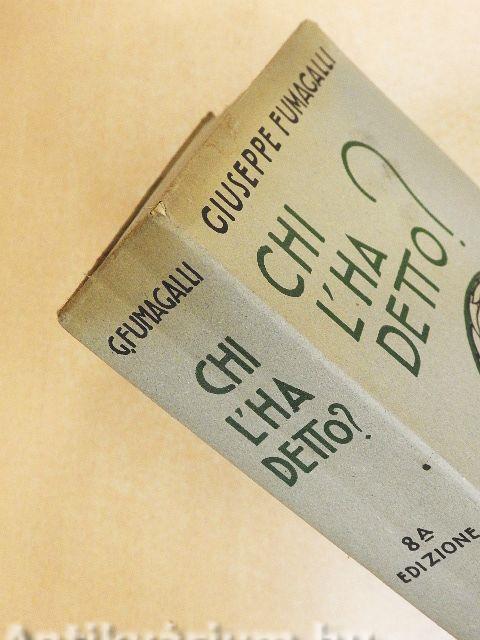 GIUSEPPE FUMAGALLI
CHI
L'HA
DETTO?
G. FUMAGALLI
CHI
L'HA
DETTO?
8A
EDIZIONE